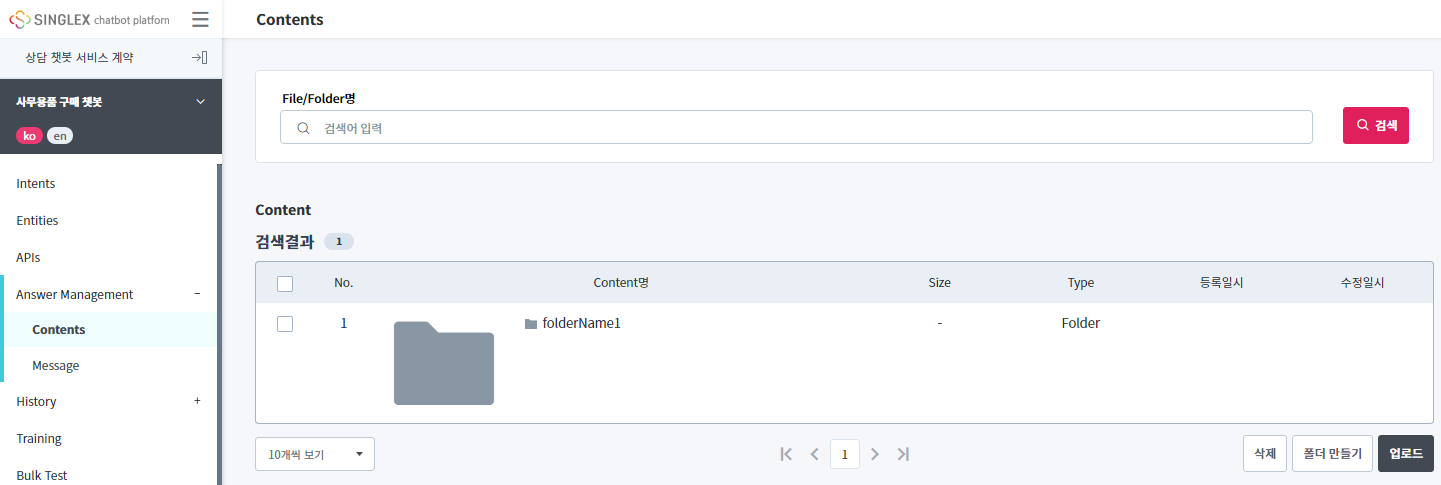 SINGLEX chatbot platform
Contents
상담 챗봇 서비스 계약
사무용품 구매 챗봇
ko en
Intents
Entities
APIs
Answer Management −
Contents
Message
History +
Training
Bulk Test
File/Folder명
검색어 입력
검색
Content
검색결과 1
No. Content명 Size Type 등록일시 수정일시
1 folderName1 - Folder
10개씩 보기
1
삭제 폴더 만들기 업로드